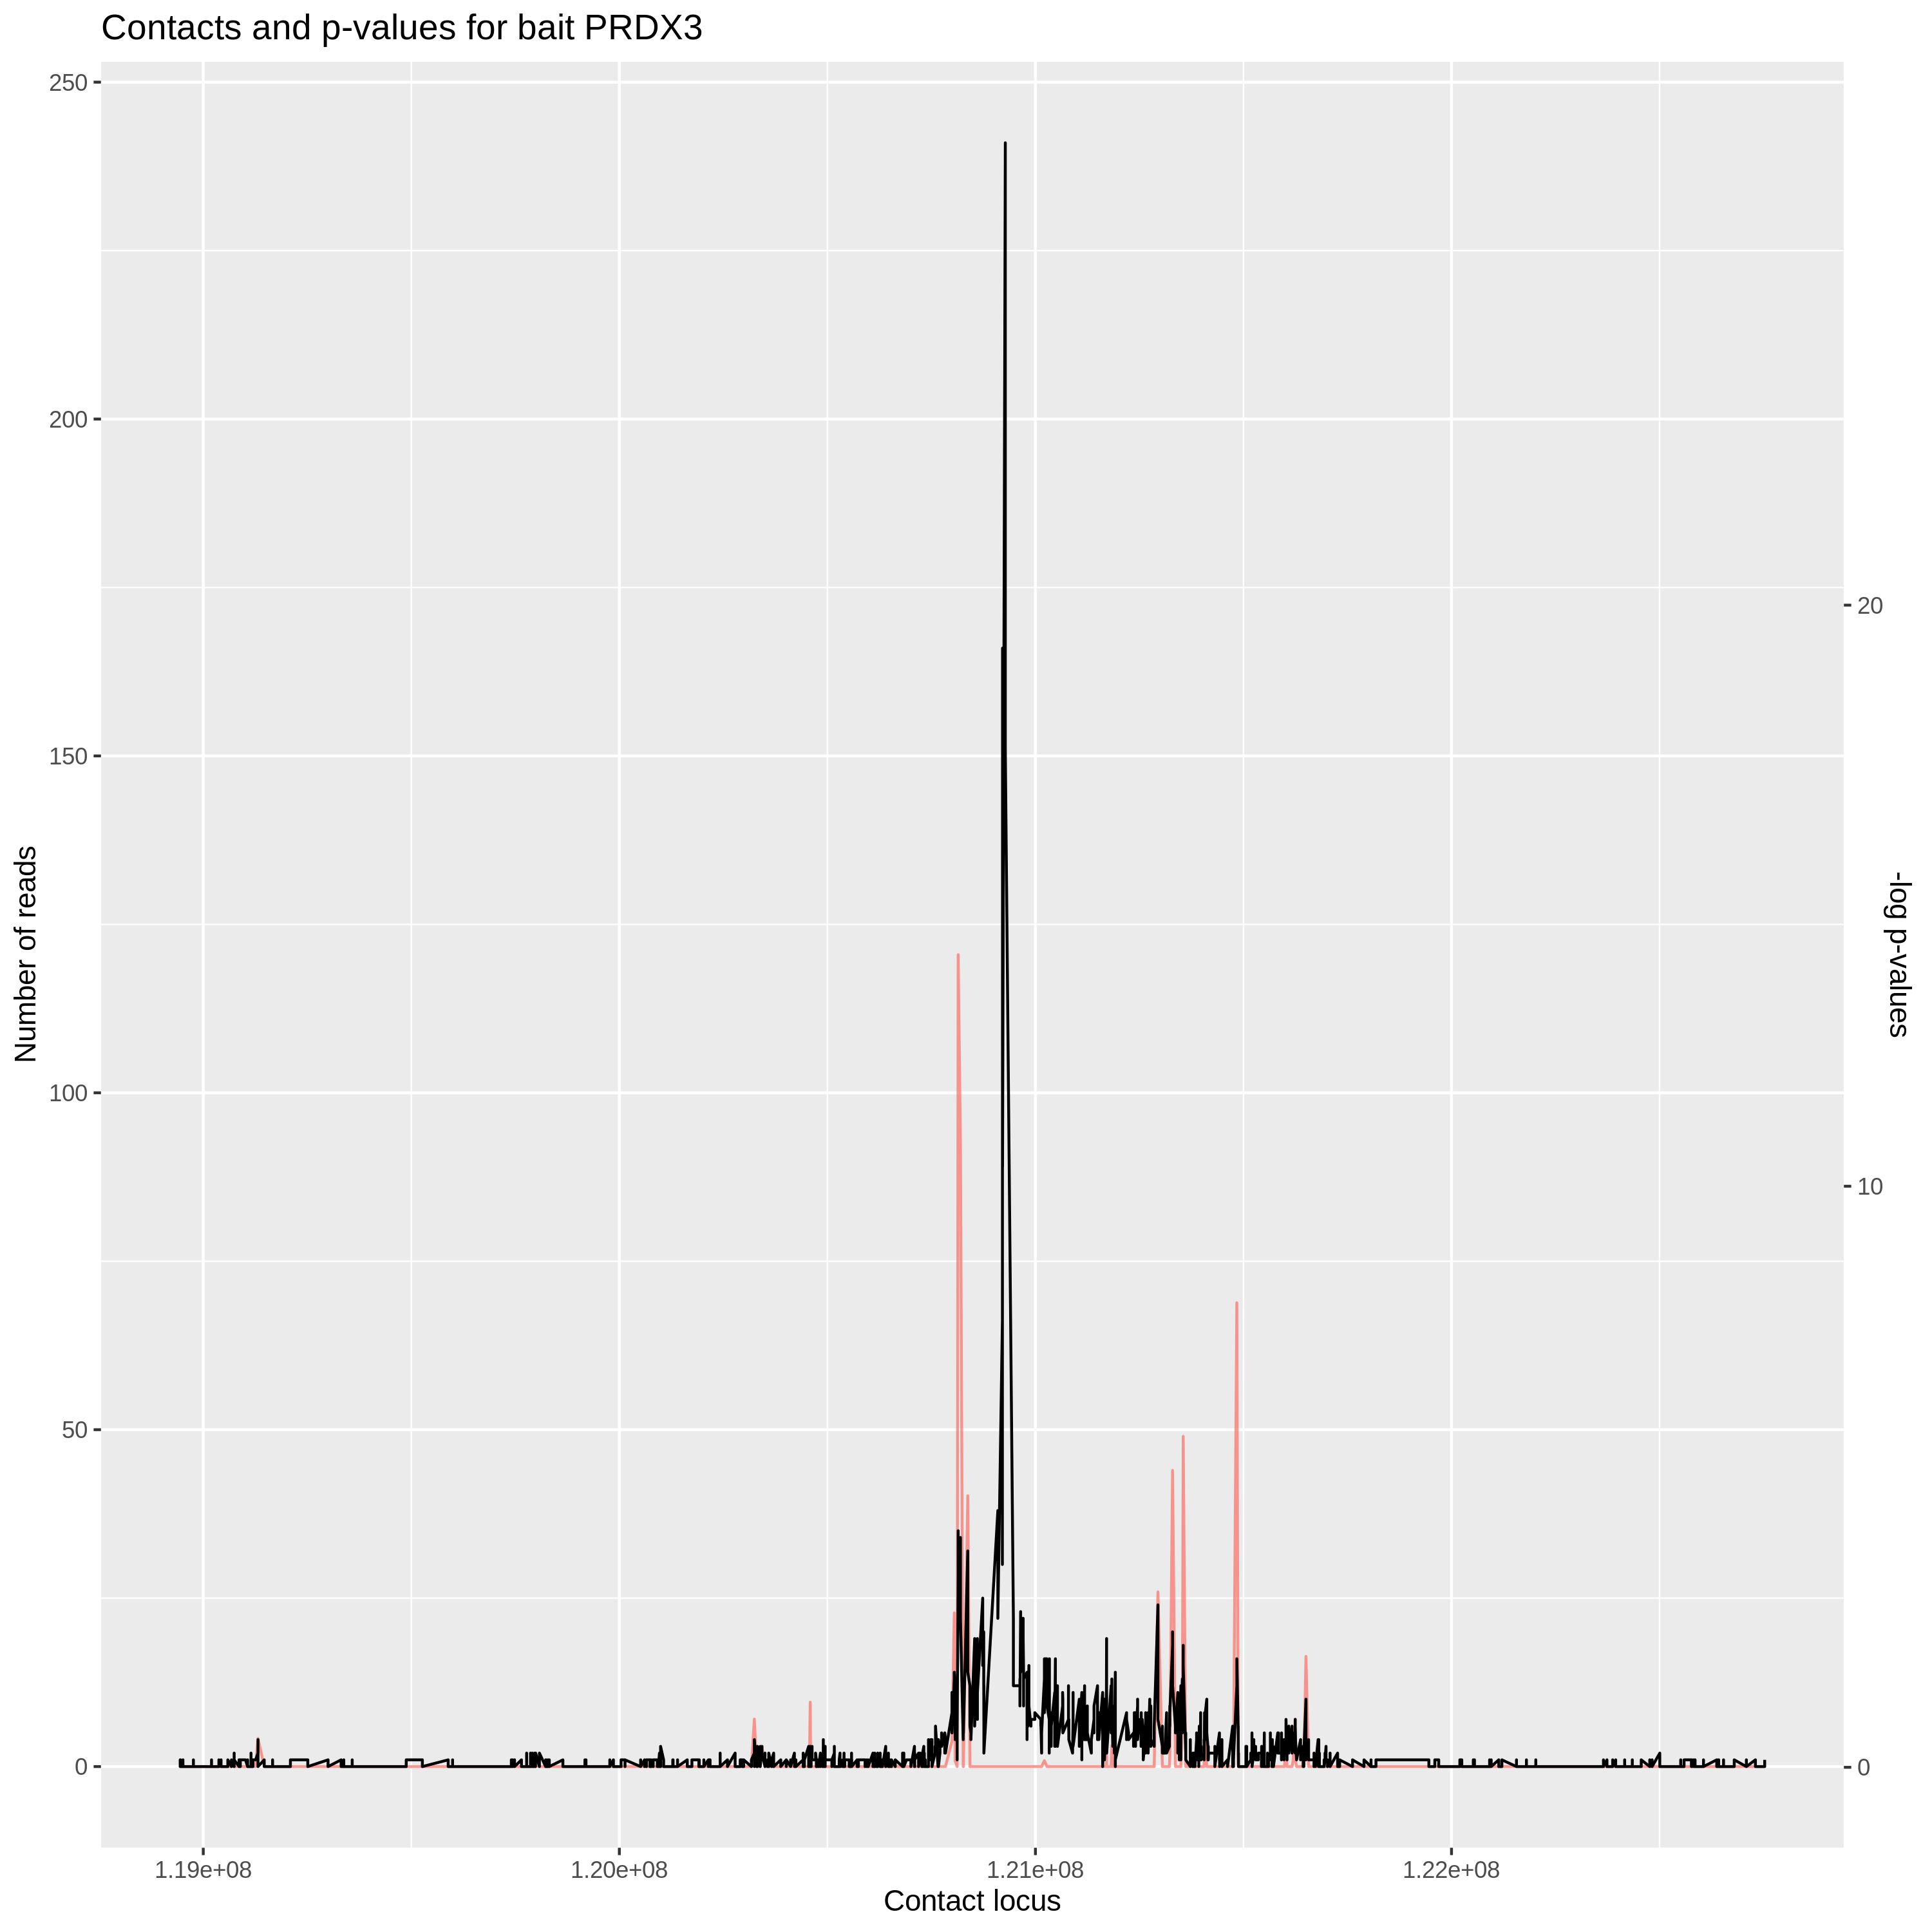 Contacts and p-values for bait PRDX3
250
200
150
100
50
0
Number of reads
20
10
0
-log p-values
1.19e+08
1.20e+08
1.21e+08
1.22e+08
Contact locus